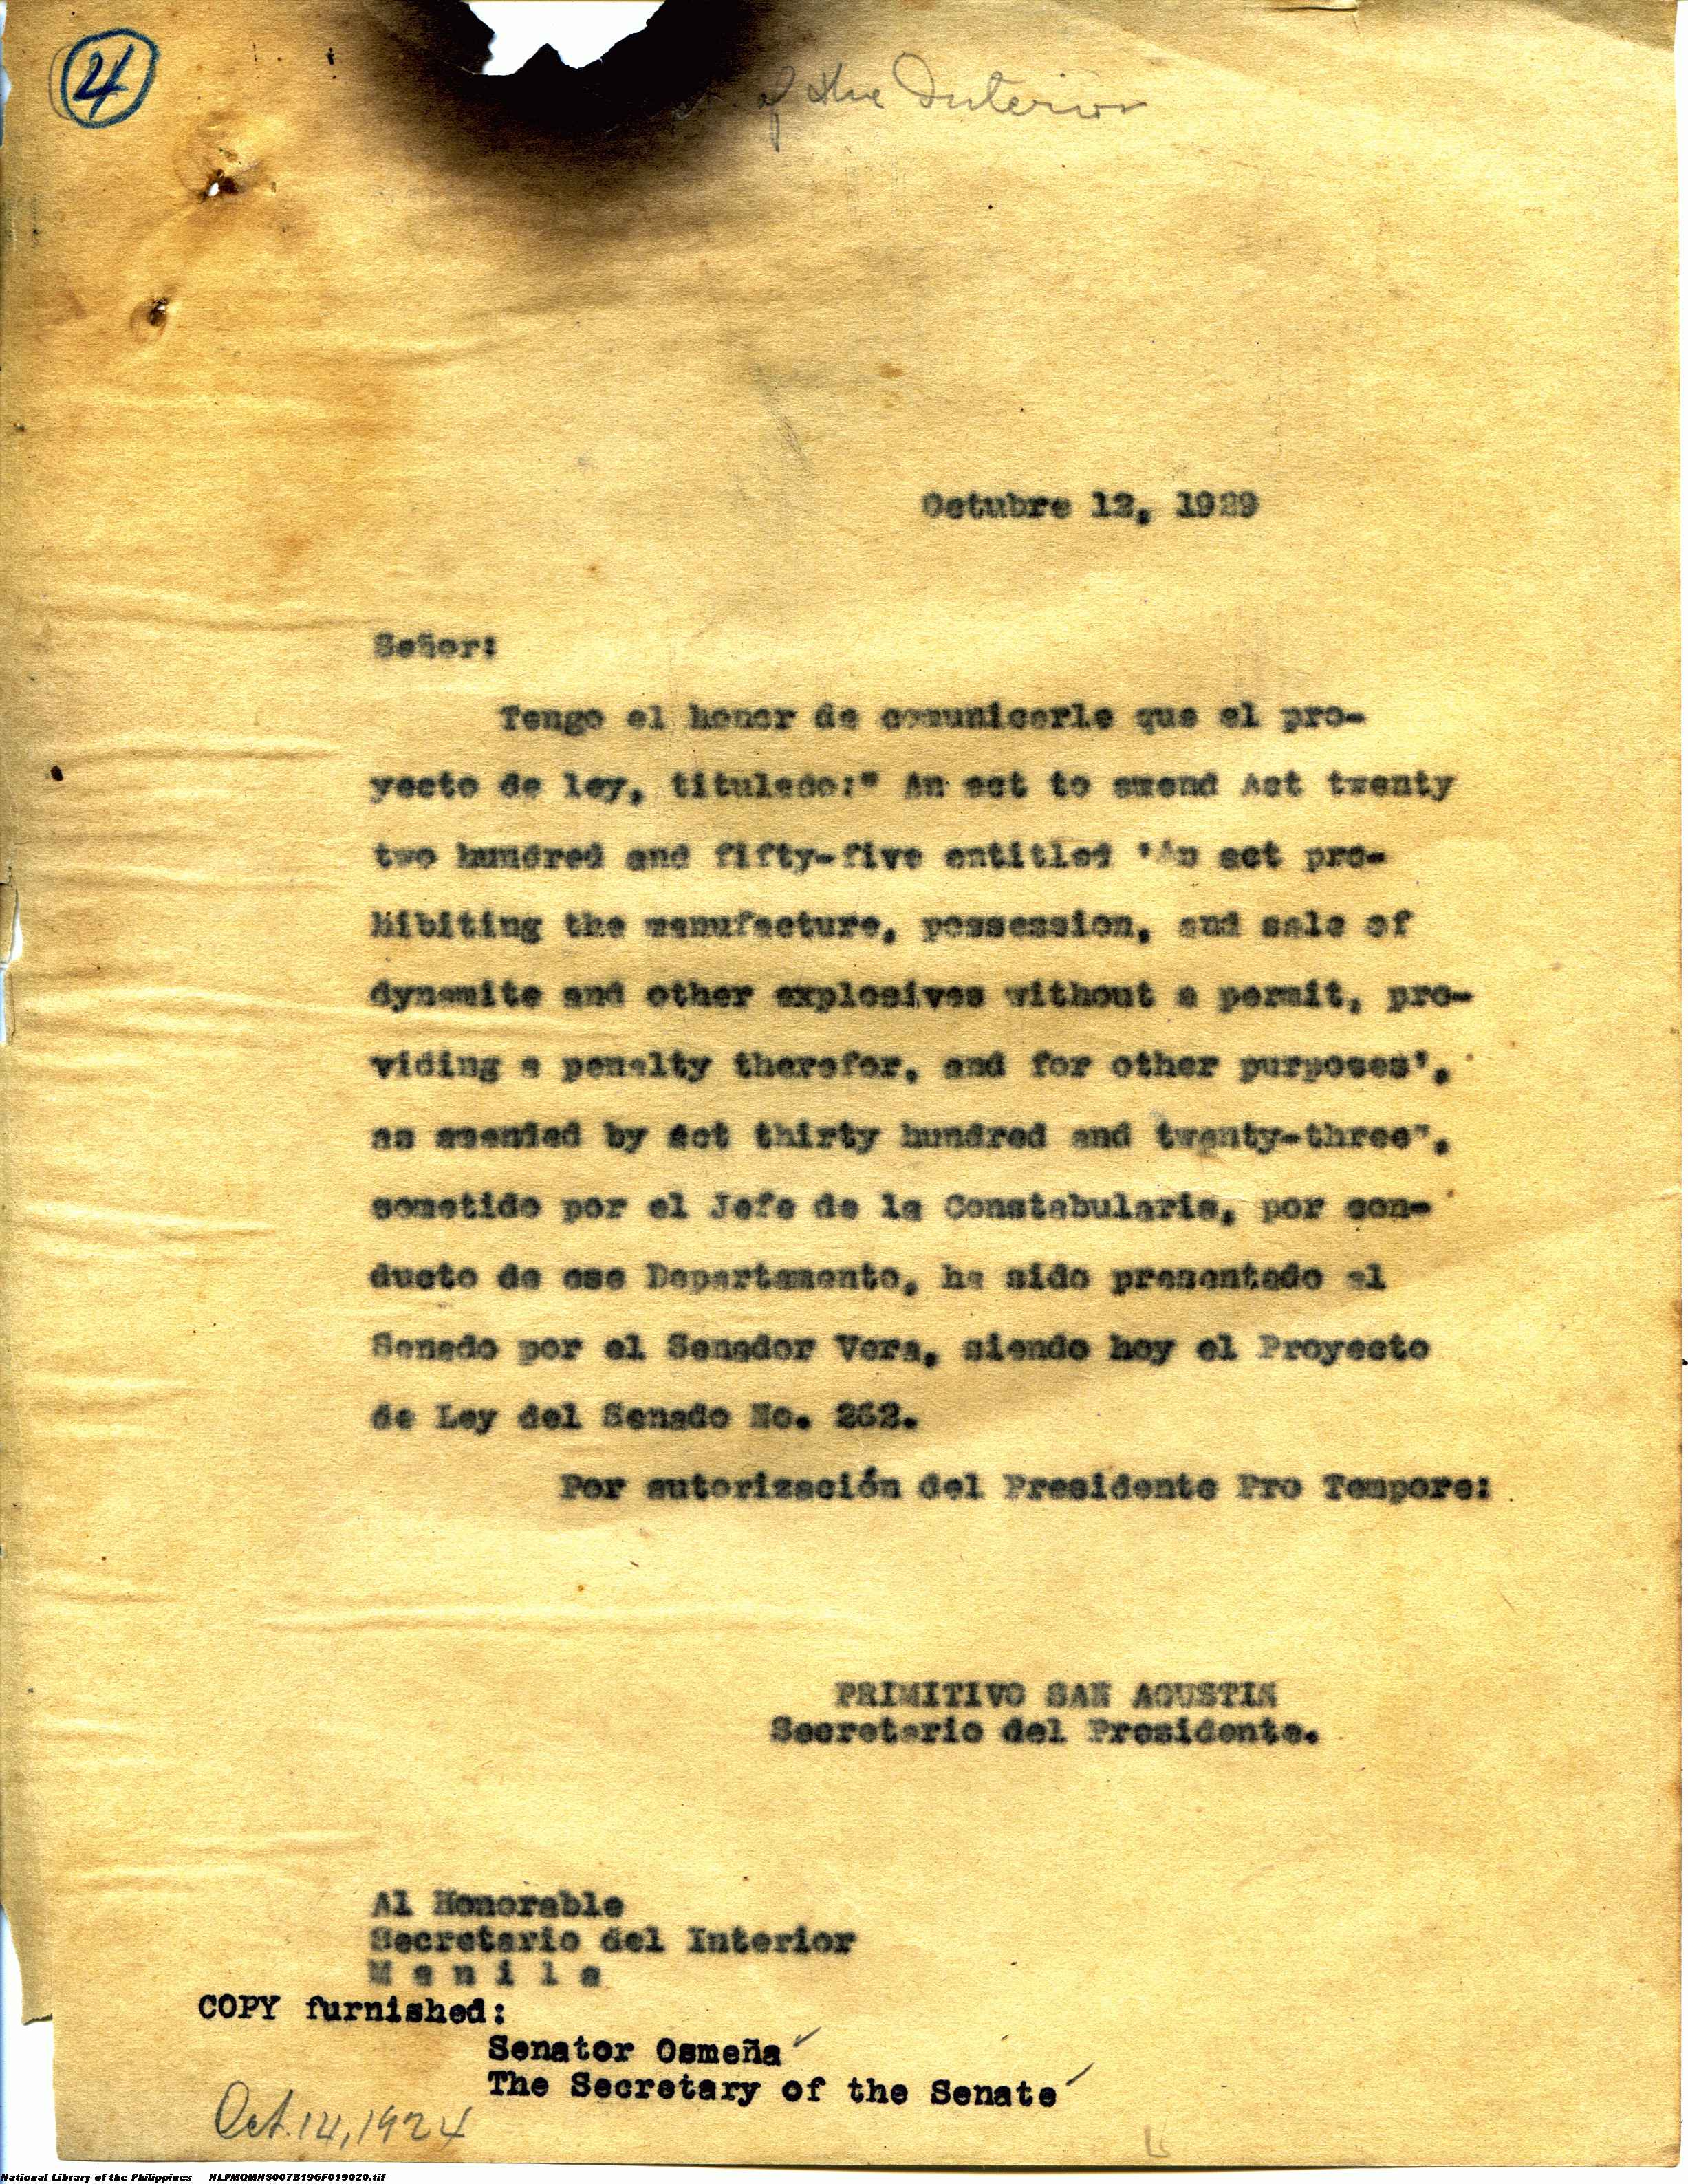 4
of the Interior
Octubre 12, 1929
Señor:
Tengo el honor de comunicarle que el pro-
yecto de ley, titulado:" An act to amend Act twenty
two hundred and fifty-five entitled 'An act pro-
hibiting the manufacture, possession, and sale of
dynamite and other explosives without a permit, pro-
viding a penalty therefor, and for other purposes',
as amended by Act thirty hundred and twenty-three",
sometido por el Jefe de la Constabularia, por con-
ducto de ese Departamento, ha sido presentado al
Senado por el Senador Vera, siendo hoy el Proyecto
de Ley del Senado No. 262.
Por autorización del Presidente Pro Tempore:
PRIMITIVO SAN AGUSTIN
Secretario del Presidente.
Al Honorable
Secretario del Interior
M a n i l a
COPY furnished:
Senator Osmeña
The Secretary of the Senate
Oct. 14, 1924
National Library of the Philippines NLPMQMNS007B196F019020.tif